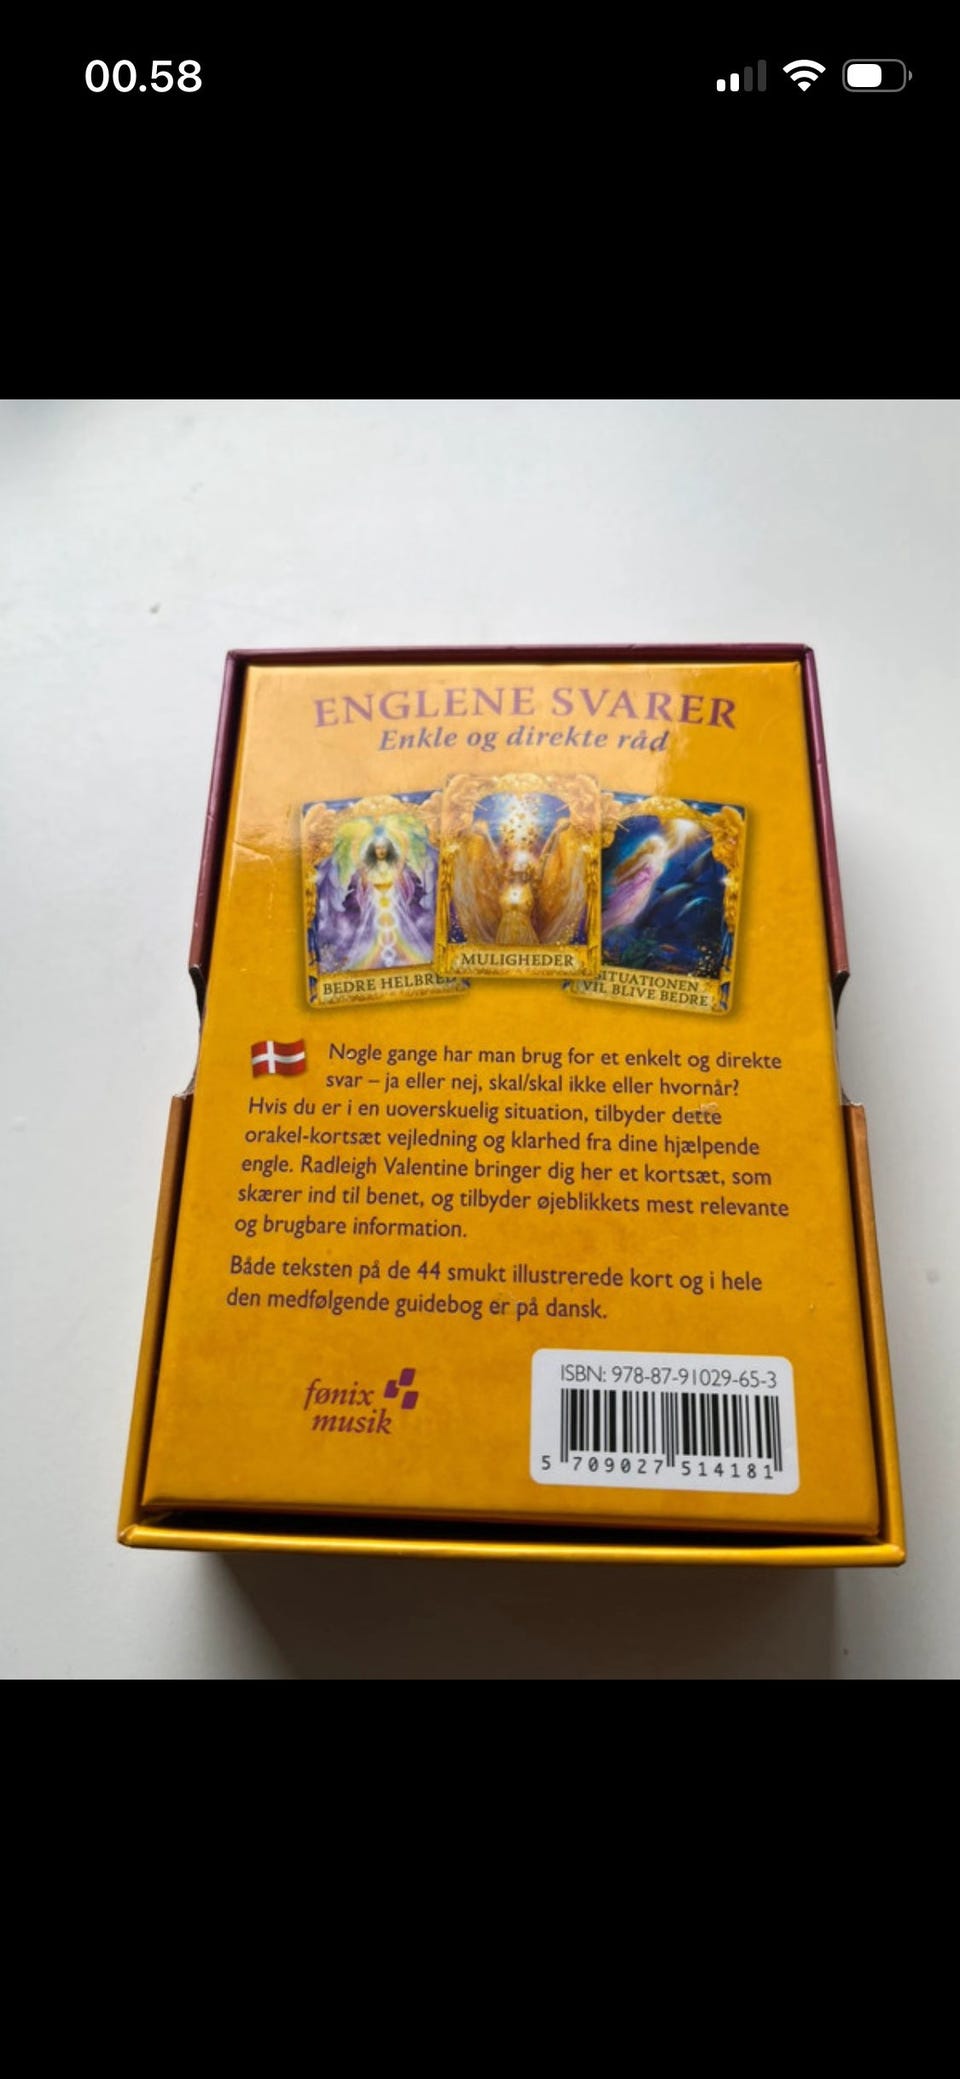 00.58
ENGLENE SVARER
Enkle og direkte råd
BEDRE HELBRED
MULIGHEDER
SITUATIONEN
VIL BLIVE BEDRE
Nogle gange har man brug for et enkelt og direkte
svar – ja eller nej, skal/skal ikke eller hvornår?
Hvis du er i en uoverskuelig situation, tilbyder dette
orakel-kortsæt vejledning og klarhed fra dine hjælpende
engle. Radleigh Valentine bringer dig her et kortsæt, som
skærer ind til benet, og tilbyder øjeblikkets mest relevante
og brugbare information.
Både teksten på de 44 smukt illustrerede kort og i hele
den medfølgende guidebog er på dansk.
fønix
musik
ISBN: 978-87-91029-65-3
5 709027 514181